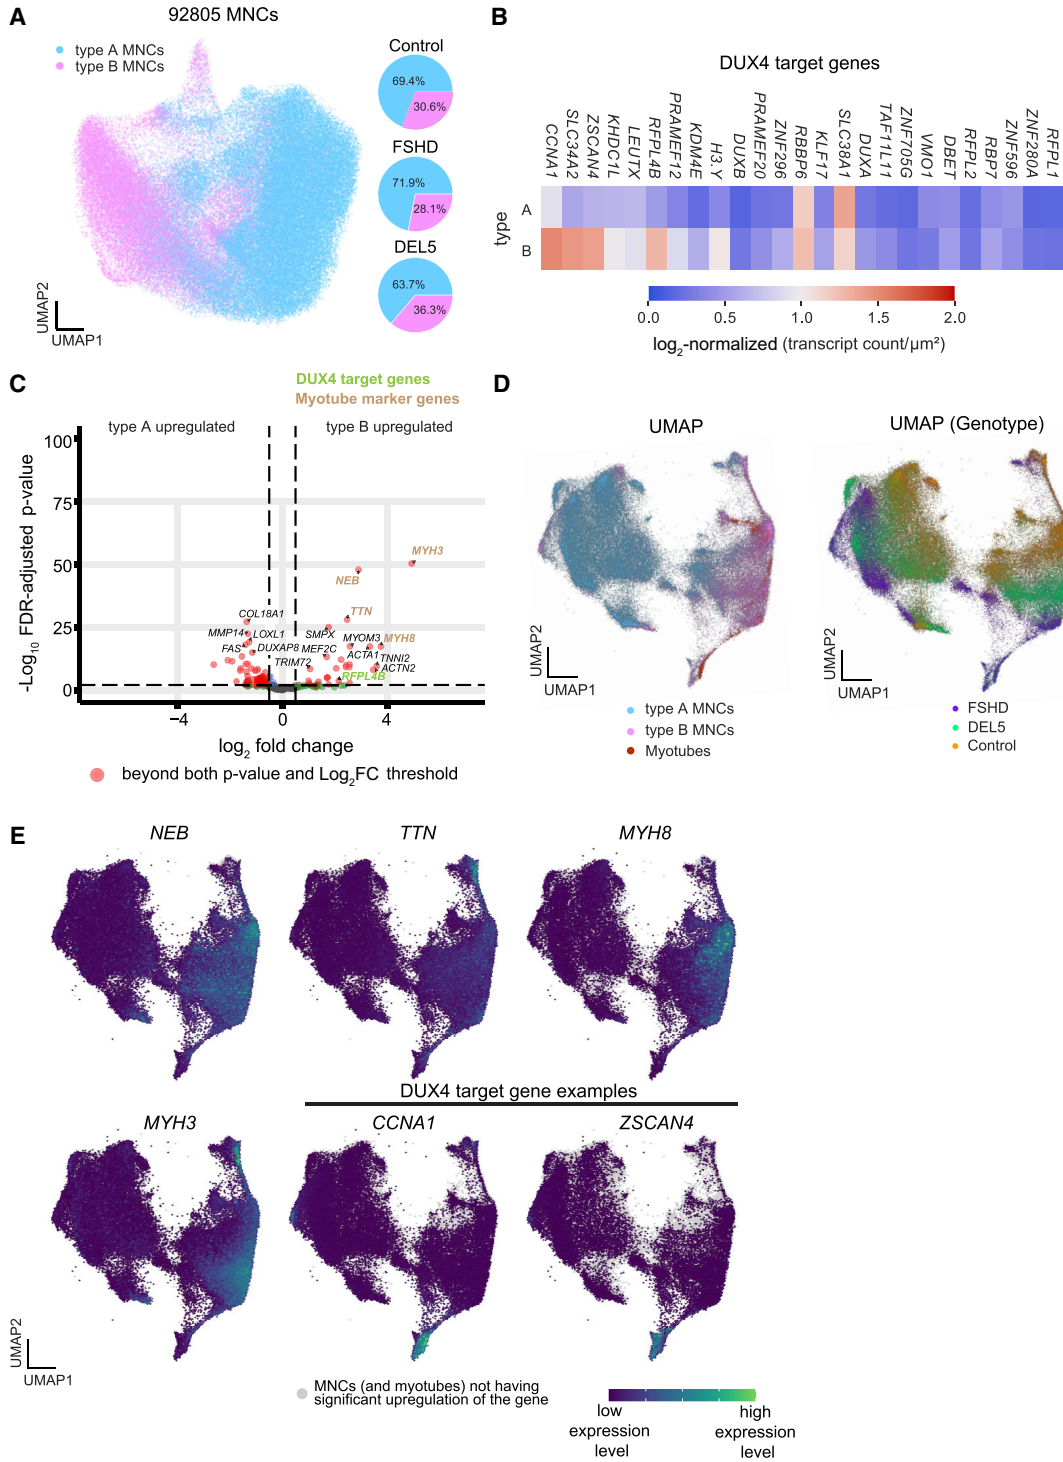 A
92805 MNCs
type A MNCs
type B MNCs
Control
69.4%
30.6%
FSHD
71.9%
28.1%
DEL5
63.7%
36.3%
UMAP2
UMAP1
B
DUX4 target genes
CCNA1
SLC34A2
ZSCAN4
KHDC1L
LEUTX
RFPL4B
PRAMEF12
KDM4E
H3.Y
DUXB
PRAMEF20
ZNF296
RBBP6
KLF17
SLC38A1
DUXA
TAF11L11
ZNF705G
VMO1
DBET
RFPL2
RBP7
ZNF596
ZNF280A
RFPL1
type
A
B
0.0
0.5
1.0
1.5
2.0
log2-normalized (transcript count/µm²)
C
DUX4 target genes
Myotube marker genes
type A upregulated
type B upregulated
-Log10 FDR-adjusted p-value
100
75
50
25
0
MYH3
NEB
TTN
COL18A1
SMPX
MMP14
LOXL1
MYOM3
MYH8
FAS
DUXAP8
MEF2C
ACTA1
TNNI2
TRIM72
ACTN2
RFPL4B
−4
0
4
log2 fold change
beyond both p-value and Log2FC threshold
D
UMAP
UMAP (Genotype)
UMAP2
UMAP1
type A MNCs
type B MNCs
Myotubes
UMAP2
UMAP1
FSHD
DEL5
Control
E
NEB
TTN
MYH8
DUX4 target gene examples
MYH3
CCNA1
ZSCAN4
UMAP2
UMAP1
MNCs (and myotubes) not having
significant upregulation of the gene
low
expression
level
high
expression
level